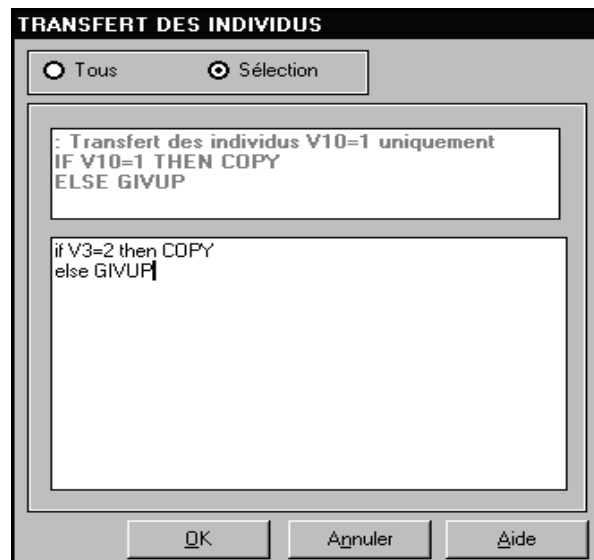 TRANSFERT DES INDIVIDUS
Tous Sélection
: Transfert des individus V10=1 uniquement
IF V10=1 THEN COPY
ELSE GIVUP
if V3=2 then COPY
else GIVUP
OK Annuler Aide